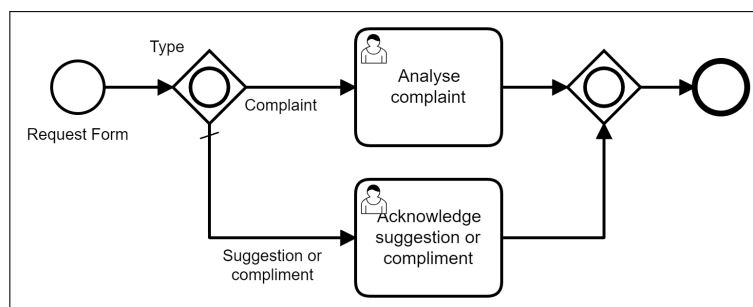 Type
Analyse
complaint
Complaint
Request Form
Acknowledge
suggestion or
compliment
Suggestion or
compliment